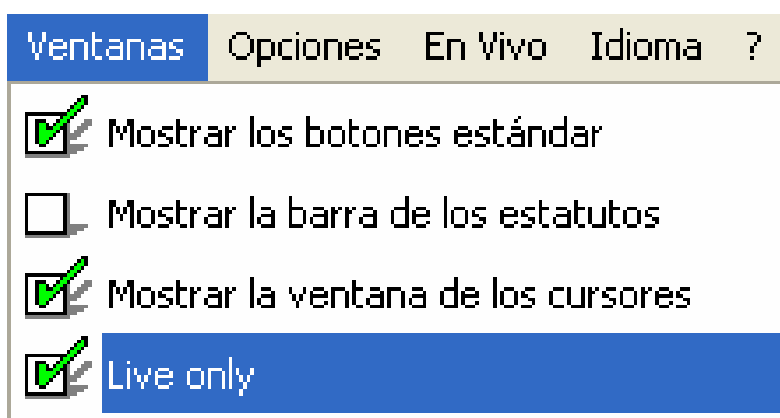 Ventanas Opciones En Vivo Idioma ?
Mostrar los botones estándar
Mostrar la barra de los estatutos
Mostrar la ventana de los cursores
Live only